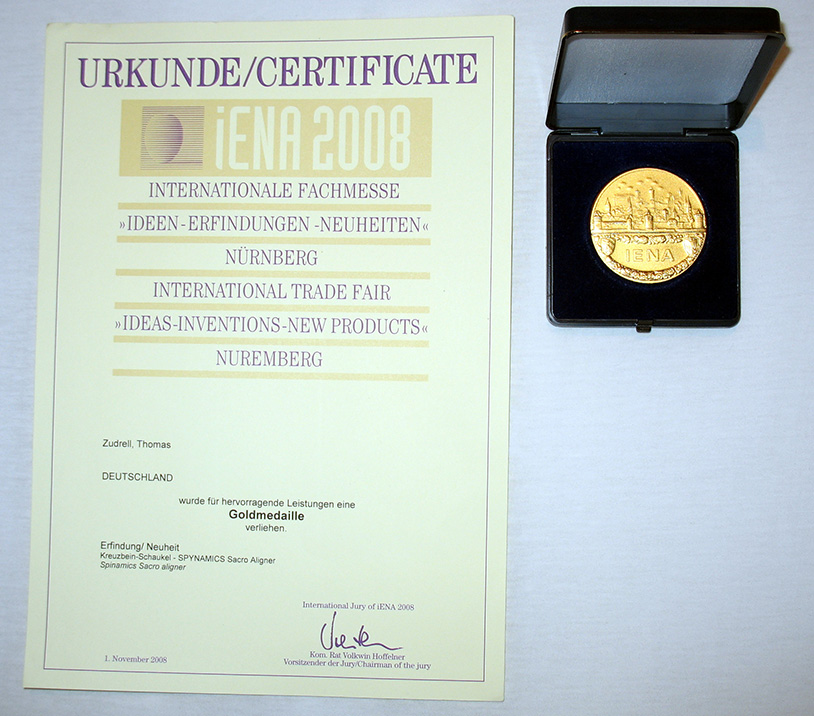 URKUNDE/CERTIFICATE
iENA 2008
INTERNATIONALE FACHMESSE
»IDEEN-ERFINDUNGEN-NEUHEITEN«
NÜRNBERG
INTERNATIONAL TRADE FAIR
»IDEAS-INVENTIONS-NEW PRODUCTS«
NUREMBERG
Zudrell, Thomas
DEUTSCHLAND
wurde für hervorragende Leistungen eine
Goldmedaille
verliehen.
Erfindung/ Neuheit
Kreuzbein-Schaukel - SPYNAMICS Sacro Aligner
Spinamics Sacro aligner
International Jury of iENA 2008
Kom. Rat Volkwin Hoffelner
1. November 2008
Vorsitzender der Jury/Chairman of the jury
IENA